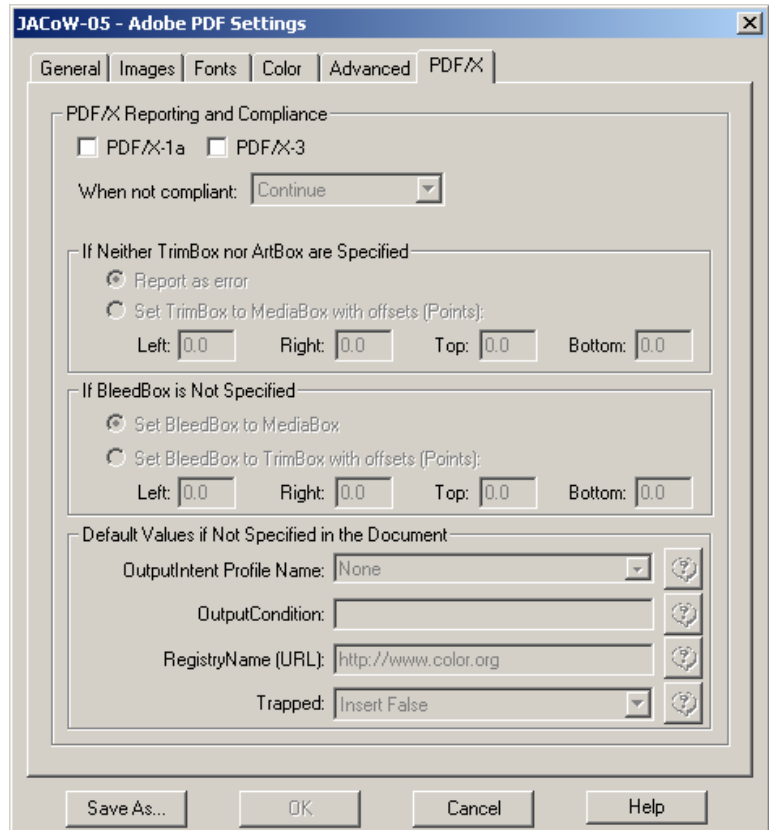 JACoW-05 - Adobe PDF Settings
General Images Fonts Color Advanced PDF/X
PDF/X Reporting and Compliance
PDF/X-1a PDF/X-3
When not compliant: Continue
If Neither TrimBox nor ArtBox are Specified
Report as error
Set TrimBox to MediaBox with offsets (Points):
Left: 0.0 Right: 0.0 Top: 0.0 Bottom: 0.0
If BleedBox is Not Specified
Set BleedBox to MediaBox
Set BleedBox to TrimBox with offsets (Points):
Left: 0.0 Right: 0.0 Top: 0.0 Bottom: 0.0
Default Values if Not Specified in the Document
OutputIntent Profile Name: None
OutputCondition:
RegistryName (URL): http://www.color.org
Trapped: Insert False
Save As... OK Cancel Help